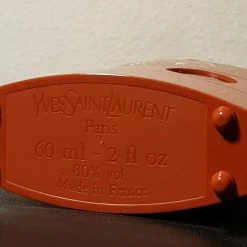 YVESSAINTLAURENT
Paris
60 ml - 2 fl oz
80% vol.
Made in France